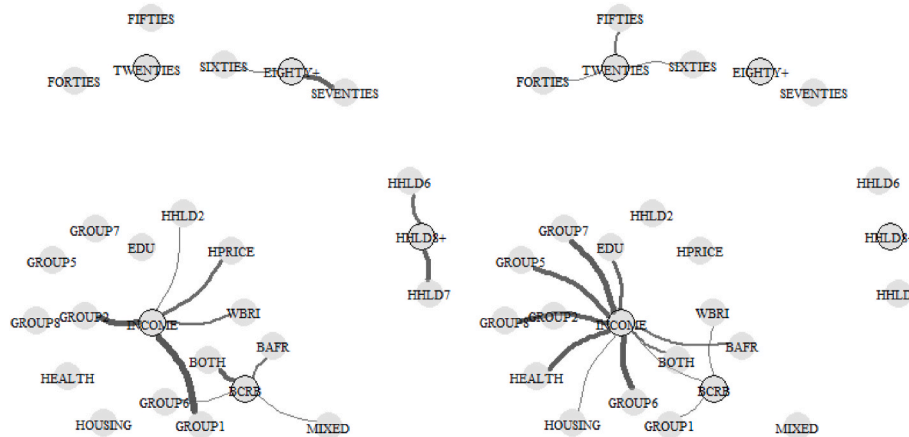 FIFTIES
TWENTIES
SIXTIES
EIGHTY+
FORTIES
SEVENTIES
HHLD6
HHLD2
GROUP7
HHLD8+
EDU
HPRICE
GROUP5
HHLD7
GROUP8
GROUP2
INCOME
WBRI
BOTH
BAFR
HEALTH
BCRB
GROUP6
HOUSING
GROUP1
MIXED
FIFTIES
TWENTIES
SIXTIES
EIGHTY+
FORTIES
SEVENTIES
HHLD6
HHLD2
GROUP7
HHLD8+
EDU
HPRICE
GROUP5
HHLD
GROUP8
GROUP2
INCOME
WBRI
BOTH
BAFR
HEALTH
BCRB
GROUP6
HOUSING
GROUP1
MIXED